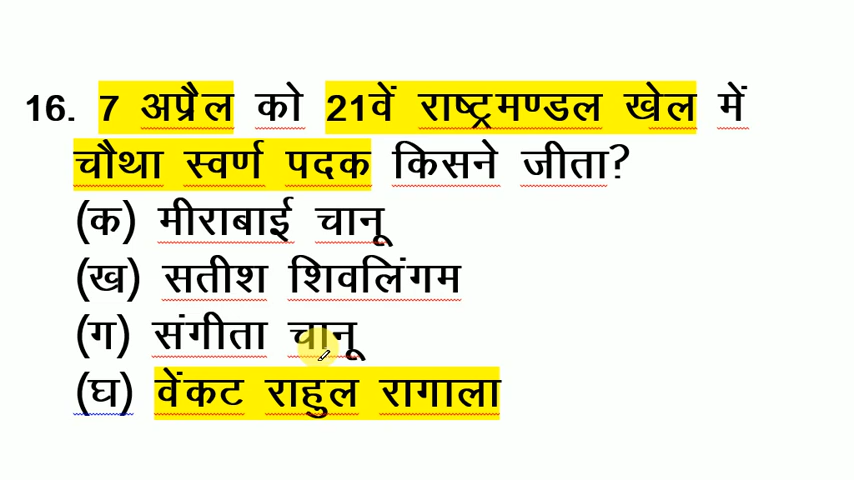 16. 7 अप्रैल को 21वें राष्ट्रमण्डल खेल में
चौथा स्वर्ण पदक किसने जीता?
(क) मीराबाई चानू
(ख) सतीश शिवलिंगम
(ग) संगीता चानू
(घ) वेंकट राहुल रागाला